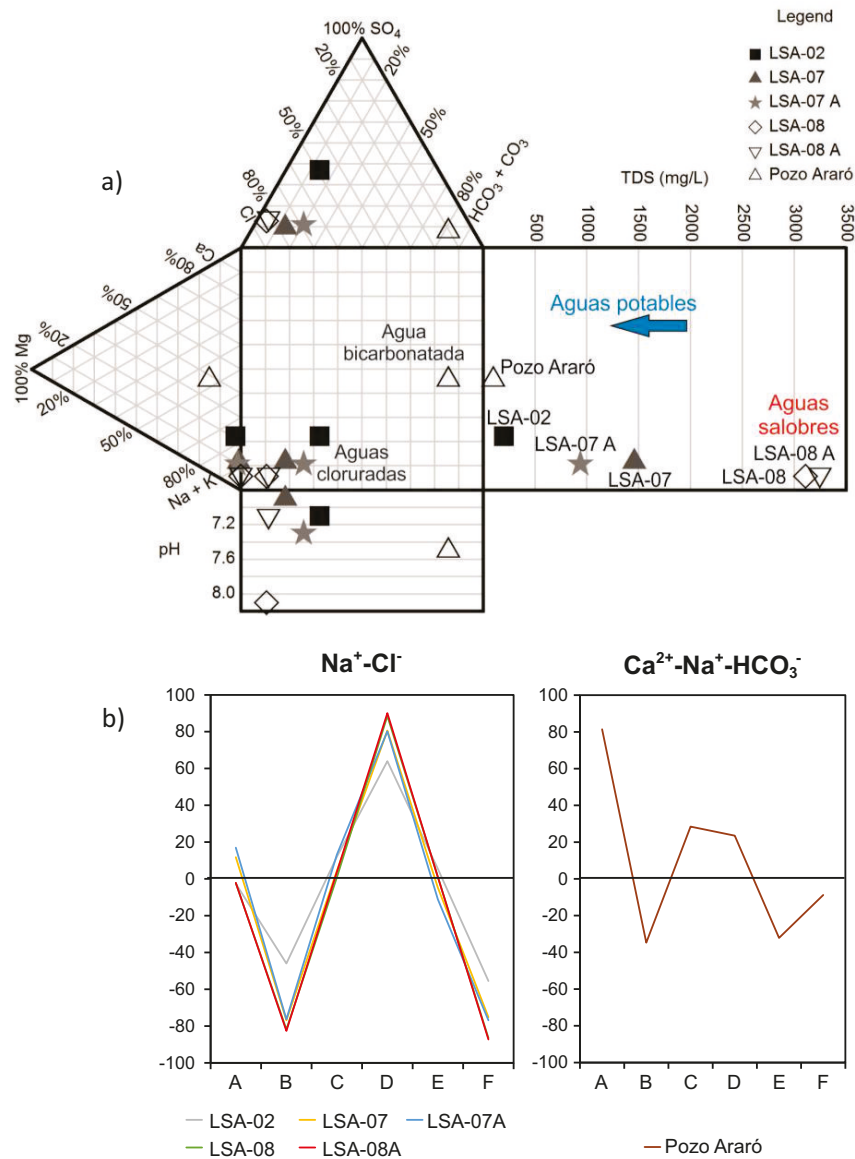 Legend
LSA-02
LSA-07
LSA-07 A
LSA-08
LSA-08 A
Pozo Araró
a)
100% SO4
20%
20%
50%
50%
80%
80%
Cl
HCO3 + CO3
TDS (mg/L)
500
1000
1500
2000
2500
3000
3500
Ca
80%
50%
20%
100% Mg
20%
50%
80%
Na + K
Agua
bicarbonatada
Aguas
cloruradas
Aguas potables
Pozo Araró
LSA-02
LSA-07 A
LSA-07
Aguas
salobres
LSA-08 A
LSA-08
pH
7.2
7.6
8.0
b)
Na⁺-Cl⁻
100
80
60
40
20
0
-20
-40
-60
-80
-100
A B C D E F
LSA-02 LSA-07 LSA-07A
LSA-08 LSA-08A
Ca²⁺-Na⁺-HCO₃⁻
100
80
60
40
20
0
-20
-40
-60
-80
-100
A B C D E F
Pozo Araró